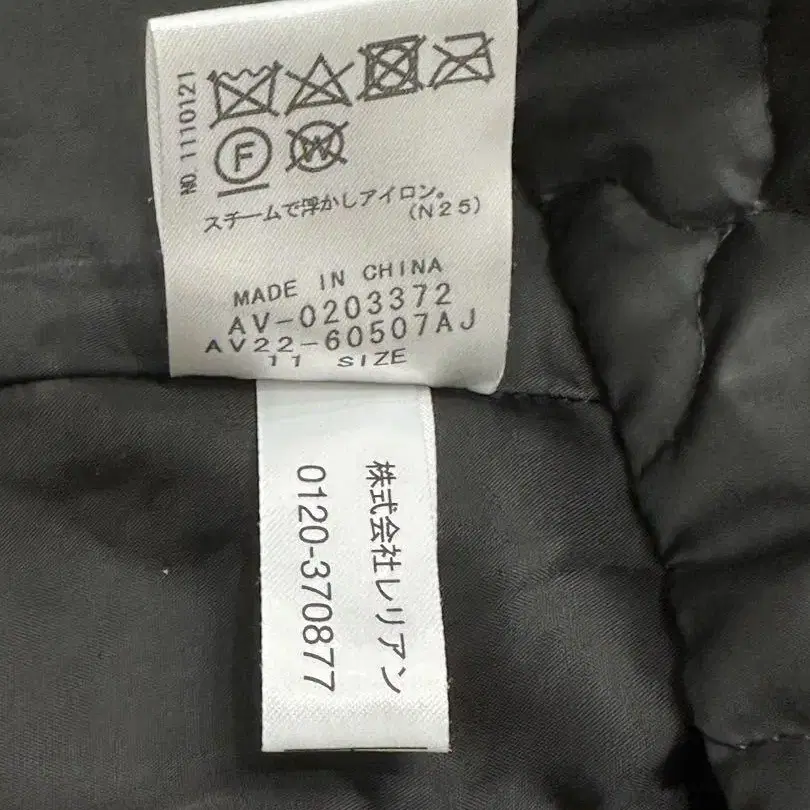 NO. 1110121
F
W
スチームで浮かしアイロン。
(N25)
MADE IN CHINA
AV-0203372
AV22-60507AJ
11 SIZE
株式会社レリアン
0120-370877